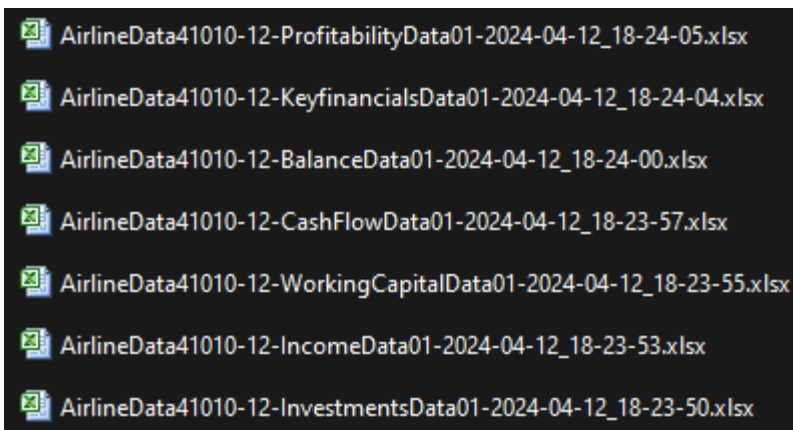 AirlineData41010-12-ProfitabilityData01-2024-04-12_18-24-05.xlsx
AirlineData41010-12-KeyfinancialsData01-2024-04-12_18-24-04.xlsx
AirlineData41010-12-BalanceData01-2024-04-12_18-24-00.xlsx
AirlineData41010-12-CashFlowData01-2024-04-12_18-23-57.xlsx
AirlineData41010-12-WorkingCapitalData01-2024-04-12_18-23-55.xlsx
AirlineData41010-12-IncomeData01-2024-04-12_18-23-53.xlsx
AirlineData41010-12-InvestmentsData01-2024-04-12_18-23-50.xlsx